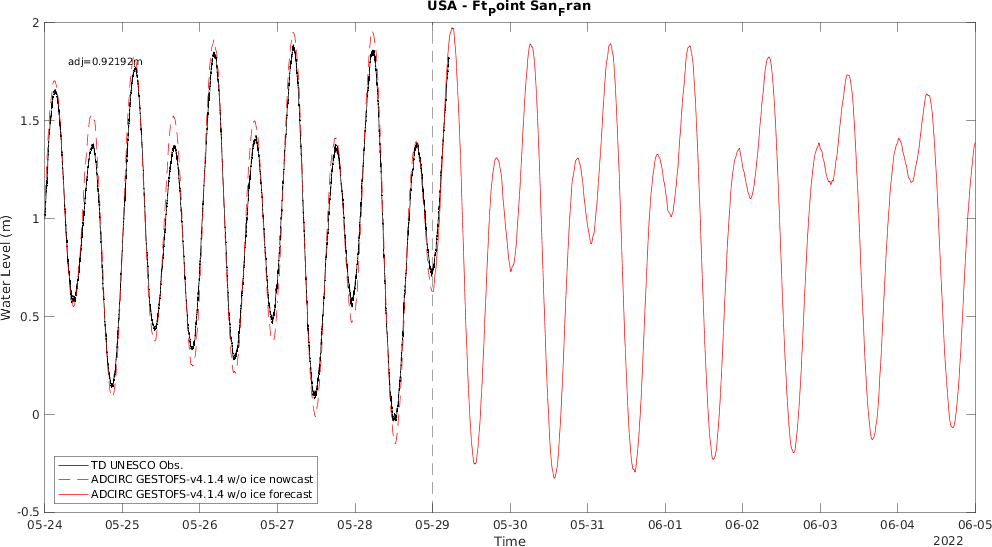 USA - Ft_Point San_Fran
adj=0.92192m
2
1.5
1
0.5
0
-0.5
Water Level (m)
TD UNESCO Obs.
ADCIRC GESTOFS-v4.1.4 w/o ice nowcast
ADCIRC GESTOFS-v4.1.4 w/o ice forecast
05-24 05-25 05-26 05-27 05-28 05-29 05-30 05-31 06-01 06-02 06-03 06-04 06-05
Time
2022